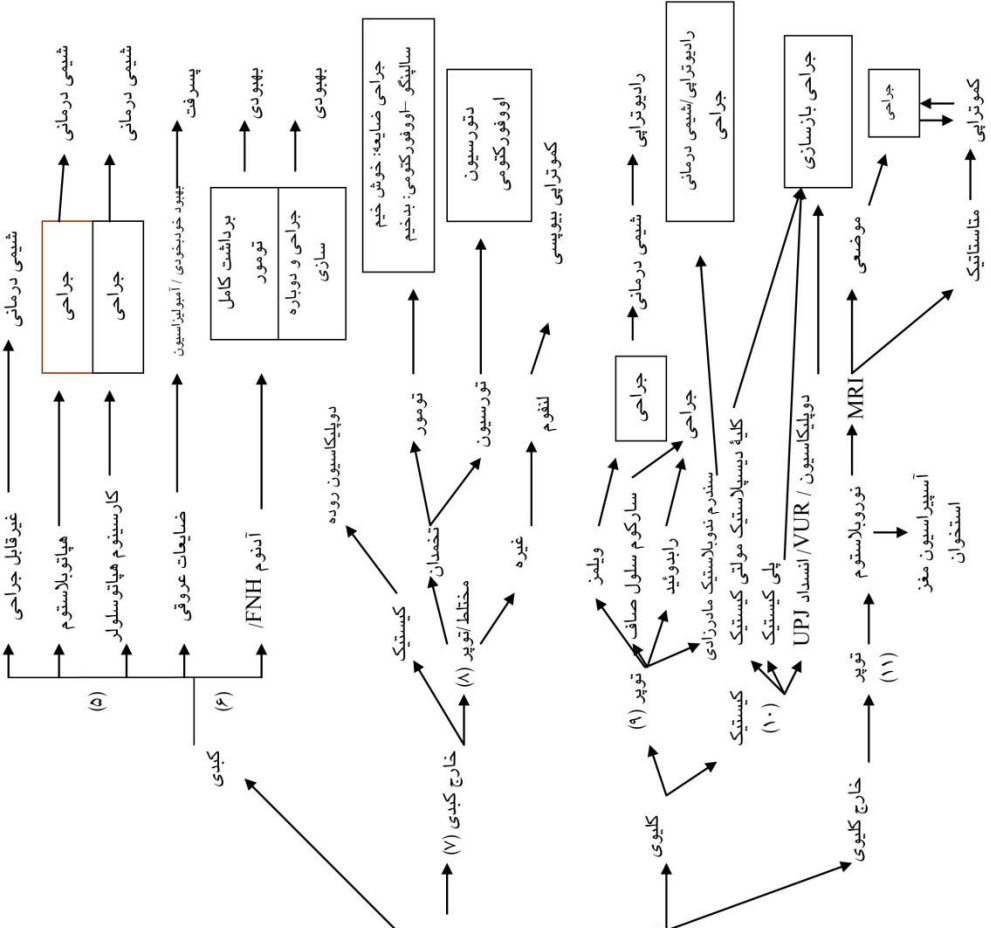 کبدی
(۵)
(۶)
غیرقابل جراحی
شیمی درمانی
هپاتوبلاستوم
جراحی
شیمی درمانی
کارسینوم هپاتوسلولر
جراحی
شیمی درمانی
ضایعات عروقی
بهبود خودبخودی / آمبولیزاسیون
پسرفت
آدنوم FNH/
برداشت کامل
تومور
بهبودی
جراحی و دوباره
سازی
بهبودی
خارج کبدی (۷)
کیستیک
دوپلیکاسیون روده
مختلط/توپر (۸)
تخمدان
تومور
جراحی ضایعه: خوش خیم
سالپنگو –اووفورکتومی: بدخیم
تورسیون
دتورسیون
اووفورکتومی
غیره
لنفوم
کموتراپی بیوپسی
کلیوی
توپر (۹)
ویلمز
جراحی
شیمی درمانی
رادیوتراپی
سارکوم سلول صاف
رابدوئید
جراحی
سندرم ندوبلاستیک مادرزادی
رادیوتراپی/شیمی درمانی
جراحی
کیستیک
(۱۰)
کلیهٔ دیسپلاستیک مولتی کیستیک
پلی کیستیک
دوپلیکاسیون / VUR/ انسداد UPJ
جراحی بازسازی
خارج کلیوی
توپر
(۱۱)
نوروبلاستوم
آسپیراسیون مغز
استخوان
MRI
موضعی
جراحی
متاستاتیک
کموتراپی